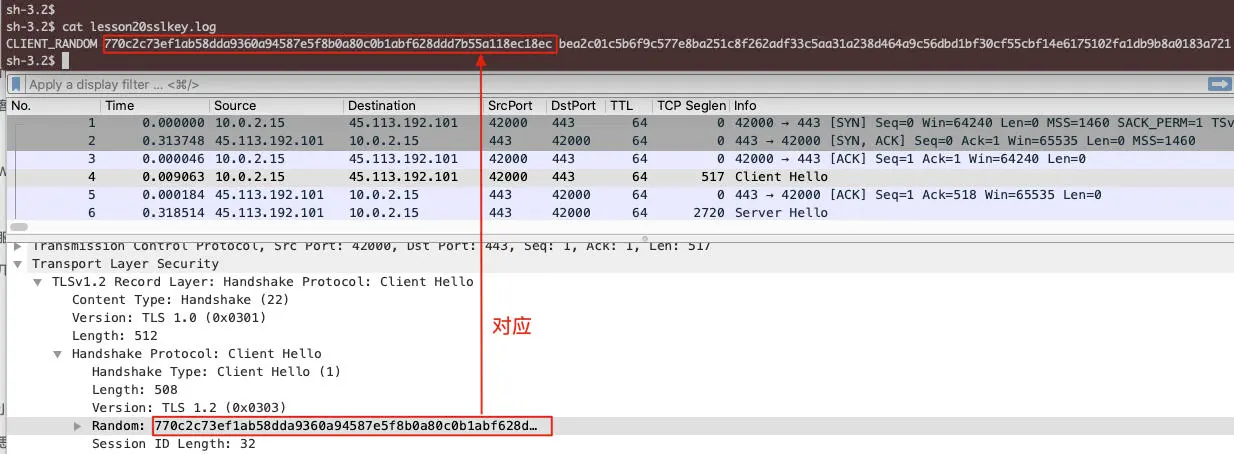 sh-3.2$
sh-3.2$ cat lesson20sslkey.log
CLIENT_RANDOM 770c2c73ef1ab58dda9360a94587e5f8b0a80c0b1abf628ddd7b55a118ec18ec bea2c01c5b6f9c577e8ba251c8f262adf33c5aa31a238d464a9c56dbd1bf30cf55cbf14e6175102fa1db9b8a0183a721
sh-3.2$
Apply a display filter … <⌘/>
No. Time Source Destination SrcPort DstPort TTL TCP Seglen Info
1 0.000000 10.0.2.15 45.113.192.101 42000 443 64 0 42000 → 443 [SYN] Seq=0 Win=64240 Len=0 MSS=1460 SACK_PERM=1 TSv
2 0.313748 45.113.192.101 10.0.2.15 443 42000 64 0 443 → 42000 [SYN, ACK] Seq=0 Ack=1 Win=65535 Len=0 MSS=1460
3 0.000046 10.0.2.15 45.113.192.101 42000 443 64 0 42000 → 443 [ACK] Seq=1 Ack=1 Win=64240 Len=0
4 0.009063 10.0.2.15 45.113.192.101 42000 443 64 517 Client Hello
5 0.000184 45.113.192.101 10.0.2.15 443 42000 64 0 443 → 42000 [ACK] Seq=1 Ack=518 Win=65535 Len=0
6 0.318514 45.113.192.101 10.0.2.15 443 42000 64 2720 Server Hello
Transmission Control Protocol, Src Port: 42000, Dst Port: 443, Seq: 1, Ack: 1, Len: 517
Transport Layer Security
TLSv1.2 Record Layer: Handshake Protocol: Client Hello
Content Type: Handshake (22)
Version: TLS 1.0 (0x0301)
对应
Length: 512
Handshake Protocol: Client Hello
Handshake Type: Client Hello (1)
Length: 508
Version: TLS 1.2 (0x0303)
Random: 770c2c73ef1ab58dda9360a94587e5f8b0a80c0b1abf628d…
Session ID Length: 32